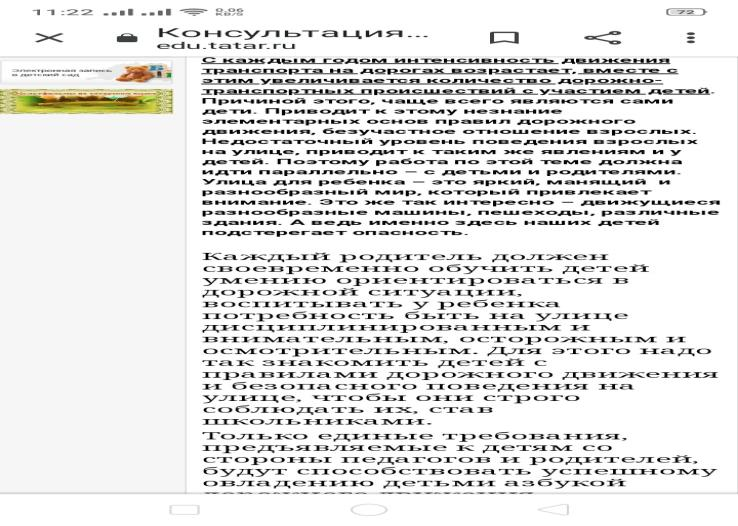 11:22
0.06
KB/S
72
Консультация...
edu.tatar.ru
Электронная запись
в детский сад
С каждым годом интенсивность движения
транспорта на дорогах возрастает, вместе с
этим увеличивается количество дорожно-
транспортных происшествий с участием детей.
Причиной этого, чаще всего являются сами
дети. Приводит к этому незнание
элементарных основ правил дорожного
движения, безучастное отношение взрослых.
Недостаточный уровень поведения взрослых
на улице, приводит к таким же явлениям и у
детей. Поэтому работа по этой теме должна
идти параллельно – с детьми и родителями.
Улица для ребенка – это яркий, манящий и
разнообразный мир, который привлекает
внимание. Это же так интересно – движущиеся
разнообразные машины, пешеходы, различные
здания. А ведь именно здесь наших детей
подстерегает опасность.
Каждый родитель должен
своевременно обучить детей
умению ориентироваться в
дорожной ситуации,
воспитывать у ребенка
потребность быть на улице
дисциплинированным и
внимательным, осторожным и
осмотрительным. Для этого надо
так знакомить детей с
правилами дорожного движения
и безопасного поведения на
улице, чтобы они строго
соблюдать их, став
школьниками.
Только единые требования,
предъявляемые к детям со
стороны педагогов и родителей,
будут способствовать успешному
овладению детьми азбукой
дорожного движения.